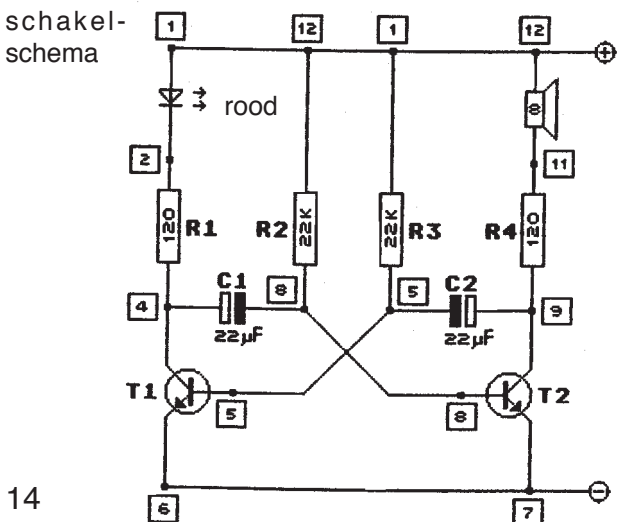 schakel-
schema
1 12 1 12
+
rood
8
2
11
120 R1 R2 22K 22K R3 R4 120
C1 8 5 C2
4 9
22µF 22µF
T1 5 8 T2
−
14 6 7